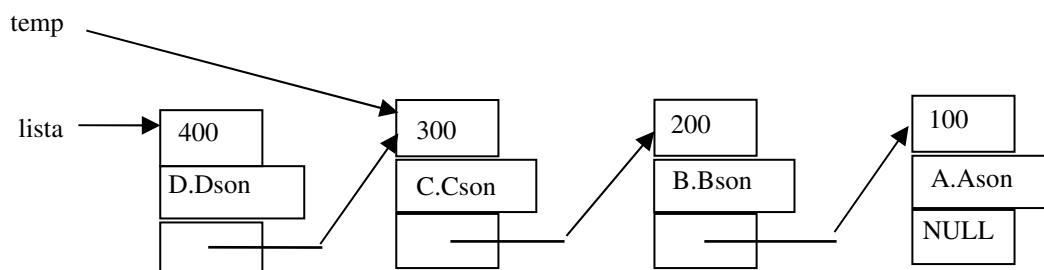 temp
lista
400
D.Dson
300
C.Cson
200
B.Bson
100
A.Ason
NULL